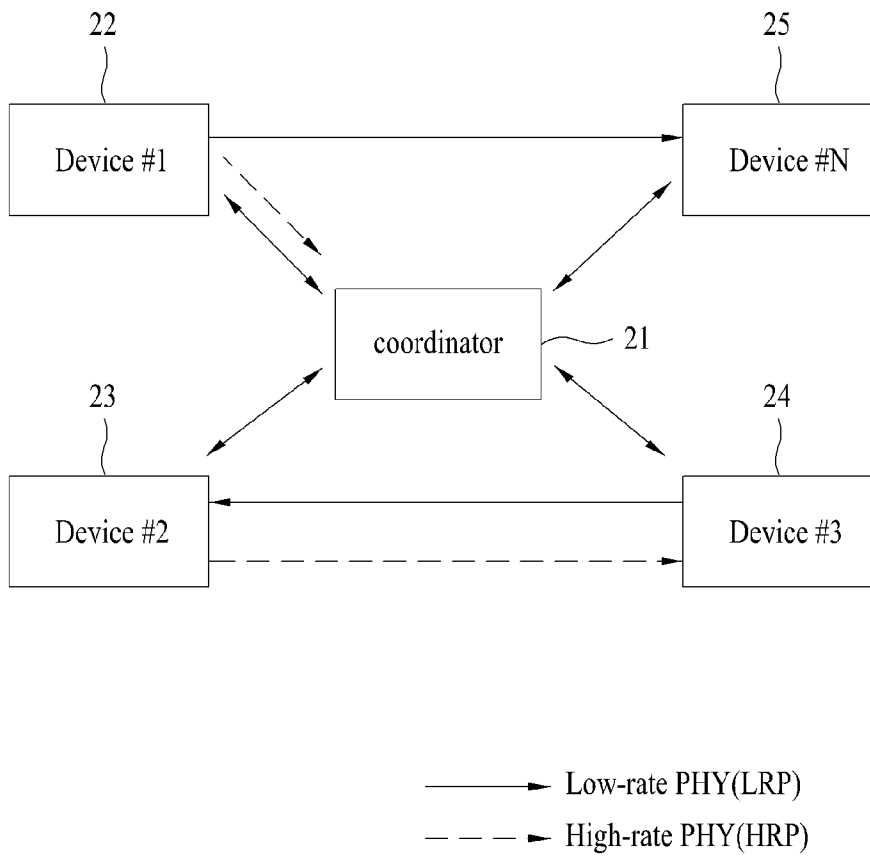 22
25
Device #1
Device #N
coordinator
21
23
24
Device #2
Device #3
Low-rate PHY(LRP)
High-rate PHY(HRP)